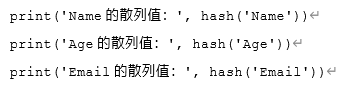 print('Name 的散列值：', hash('Name'))↵
print('Age 的散列值：', hash('Age'))↵
print('Email 的散列值：', hash('Email'))↵